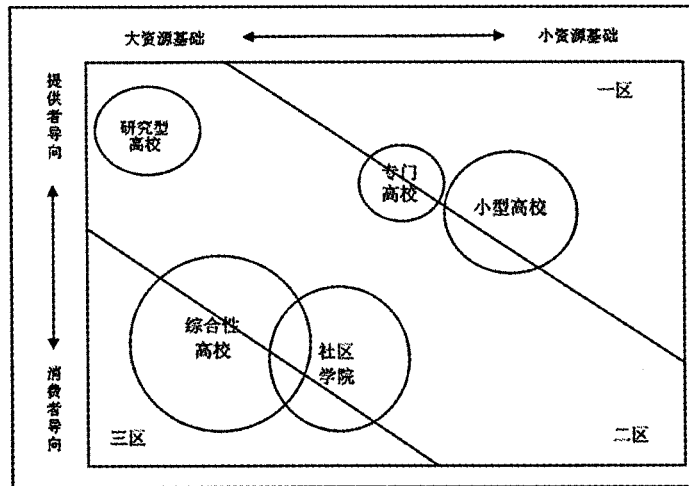 大资源基础
小资源基础
提供者导向
消费者导向
一区
研究型
高校
专门
高校
小型高校
综合性
高校
社区
学院
三区
二区